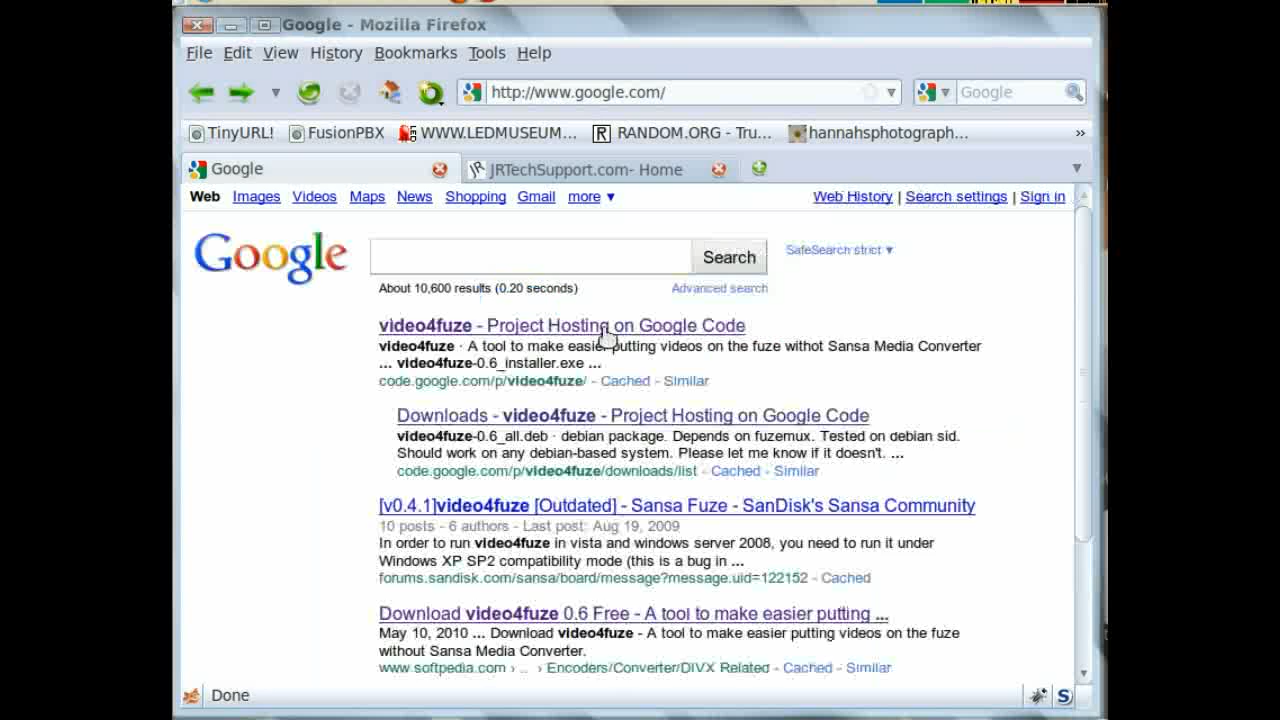 Google - Mozilla Firefox
File Edit View History Bookmarks Tools Help
http://www.google.com/ Google
TinyURL! FusionPBX WWW.LEDMUSEUM... RANDOM.ORG - Tru... hannahsphotograph... »
Google JRTechSupport.com- Home
Web Images Videos Maps News Shopping Gmail more ▼ Web History | Search settings | Sign in
Google Search SafeSearch strict ▼
About 10,600 results (0.20 seconds) Advanced search
video4fuze - Project Hosting on Google Code
video4fuze · A tool to make easier putting videos on the fuze withot Sansa Media Converter
... video4fuze-0.6_installer.exe ...
code.google.com/p/video4fuze/ - Cached - Similar
Downloads - video4fuze - Project Hosting on Google Code
video4fuze-0.6_all.deb · debian package. Depends on fuzemux. Tested on debian sid.
Should work on any debian-based system. Please let me know if it doesn't. ...
code.google.com/p/video4fuze/downloads/list - Cached - Similar
[v0.4.1]video4fuze [Outdated] - Sansa Fuze - SanDisk's Sansa Community
10 posts - 6 authors - Last post: Aug 19, 2009
In order to run video4fuze in vista and windows server 2008, you need to run it under
Windows XP SP2 compatibility mode (this is a bug in ...
forums.sandisk.com/sansa/board/message?message.uid=122152 - Cached
Download video4fuze 0.6 Free - A tool to make easier putting ...
May 10, 2010 ... Download video4fuze - A tool to make easier putting videos on the fuze
without Sansa Media Converter.
www.softpedia.com › ... › Encoders/Converter/DIVX Related - Cached - Similar
Done S